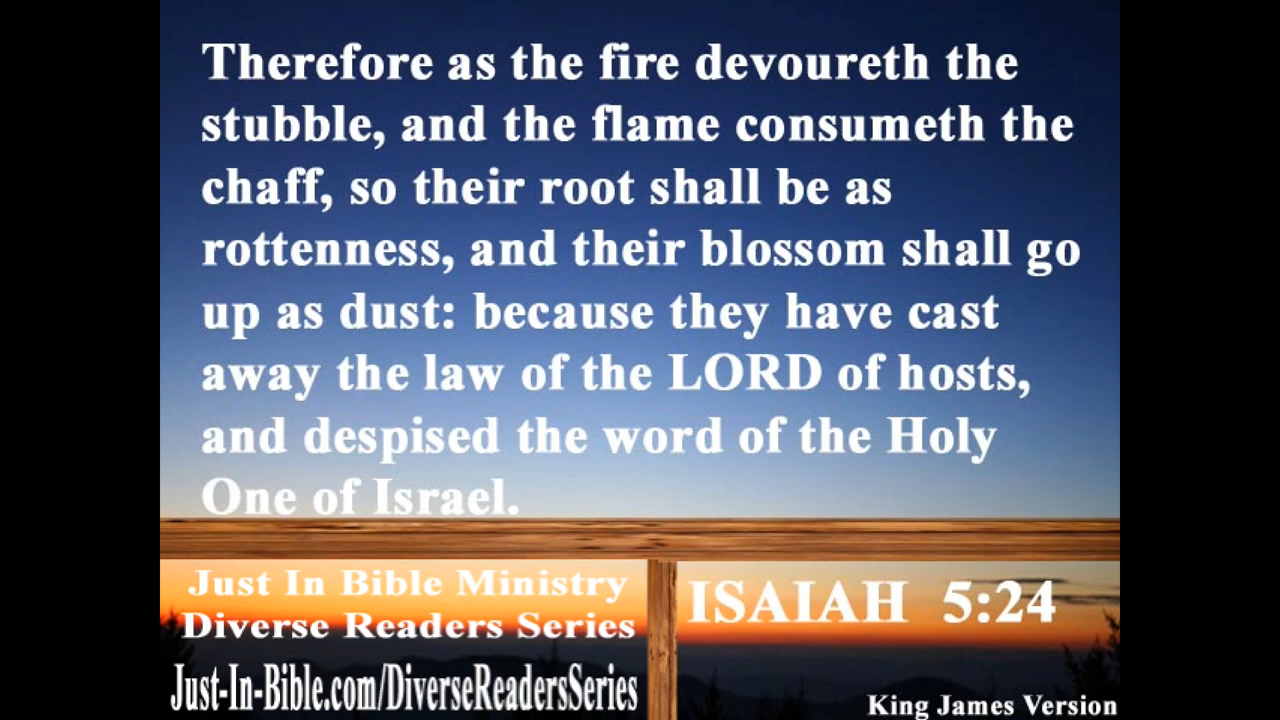 Therefore as the fire devoureth the
stubble, and the flame consumeth the
chaff, so their root shall be as
rottenness, and their blossom shall go
up as dust: because they have cast
away the law of the LORD of hosts,
and despised the word of the Holy
One of Israel.
Just In Bible Ministry
Diverse Readers Series
Just-In-Bible.com/DiverseReadersSeries
ISAIAH 5:24
King James Version